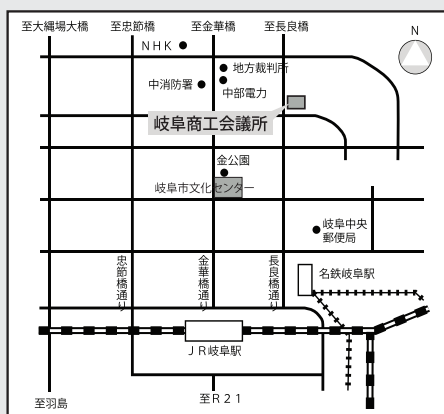 至大縄場大橋
至忠節橋
至金華橋
至長良橋
N
NHK
地方裁判所
中消防署
中部電力
岐阜商工会議所
金公園
岐阜市文化センター
岐阜中央
郵便局
忠節橋通り
金華橋通り
長良橋通り
名鉄岐阜駅
JR岐阜駅
至羽島
至R21